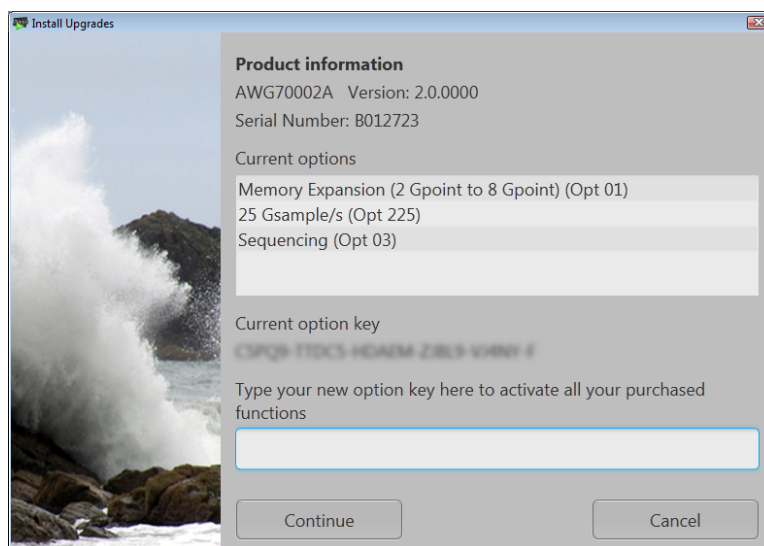 Install Upgrades
Product information
AWG70002A Version: 2.0.0000
Serial Number: B012723
Current options
Memory Expansion (2 Gpoint to 8 Gpoint) (Opt 01)
25 Gsample/s (Opt 225)
Sequencing (Opt 03)
Current option key
Type your new option key here to activate all your purchased
functions
Continue
Cancel